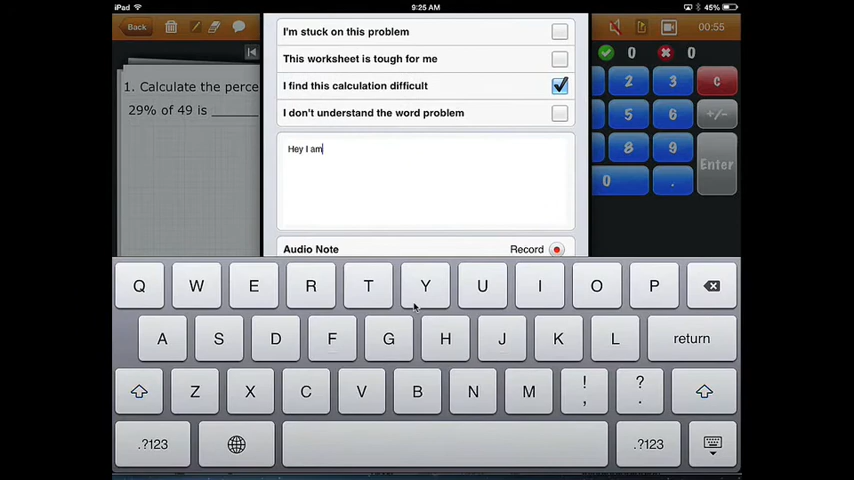 iPad 9:25 AM 45%
Back 00:55
I'm stuck on this problem
This worksheet is tough for me
I find this calculation difficult
I don't understand the word problem
1. Calculate the perce
29% of 49 is ______
Hey I am
Audio Note Record
0 0
2 3 c
5 6 +/-
8 9 Enter
0 .
Q W E R T Y U I O P
A S D F G H J K L return
Z X C V B N M ! , ? .
.?123 .?123